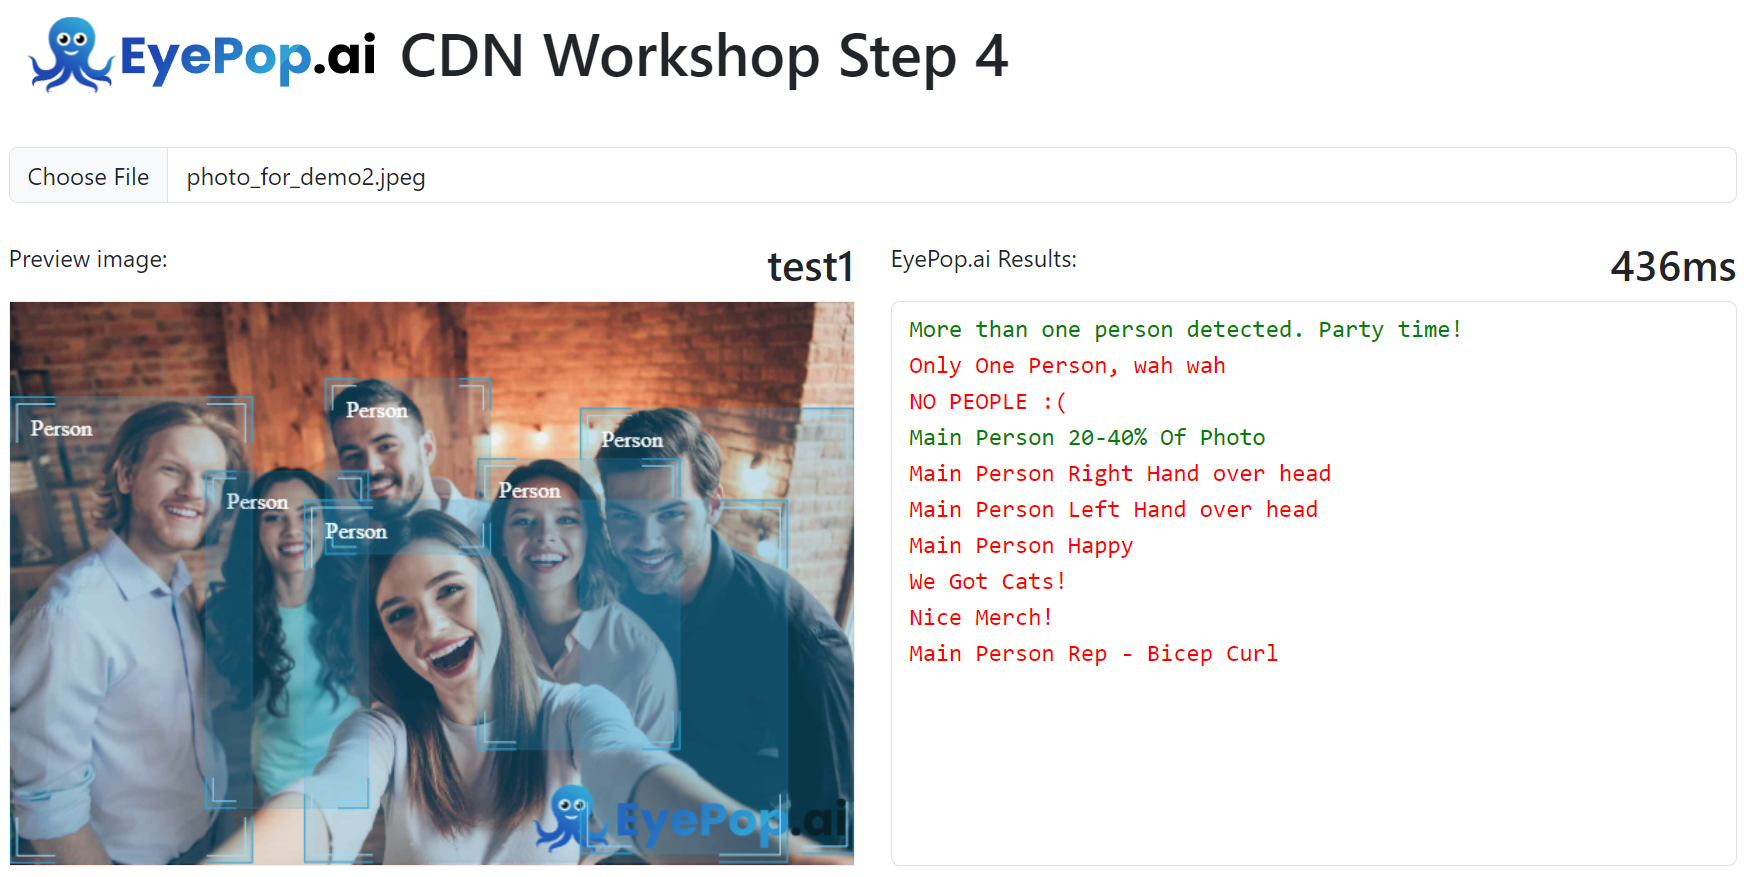 EyePop.ai CDN Workshop Step 4
Choose File photo_for_demo2.jpeg
Preview image:
test1
Person
Person
Person
Person
Person
Person
EyePop.ai
EyePop.ai Results:
436ms
More than one person detected. Party time!
Only One Person, wah wah
NO PEOPLE :(
Main Person 20-40% Of Photo
Main Person Right Hand over head
Main Person Left Hand over head
Main Person Happy
We Got Cats!
Nice Merch!
Main Person Rep - Bicep Curl